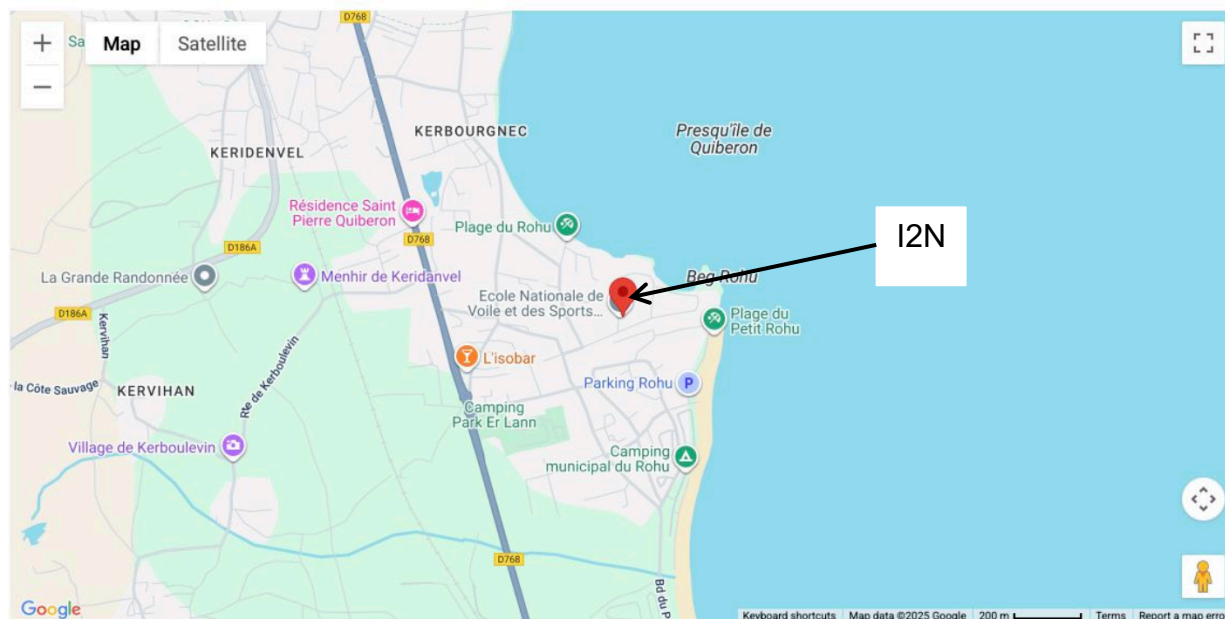 D768
Map
Satellite
KERBOURGNEC
Presqu'île de
Quiberon
KERIDENVEL
Résidence Saint
Pierre Quiberon
Plage du Rohu
I2N
D768
D186A
La Grande Randonnée
Menhir de Keridanvel
Beg Rohu
Ecole Nationale de
Voile et des Sports...
D186A
Plage du
Petit Rohu
Kervihan
L'isobar
Parking Rohu
la Côte Sauvage
KERVIHAN
Rte de Kerboulevin
Camping
Park Er Lann
Village de Kerboulevin
Camping
municipal du Rohu
D768
Bd du P
Google
Keyboard shortcuts
Map data ©2025 Google
200 m
Terms
Report a map erro